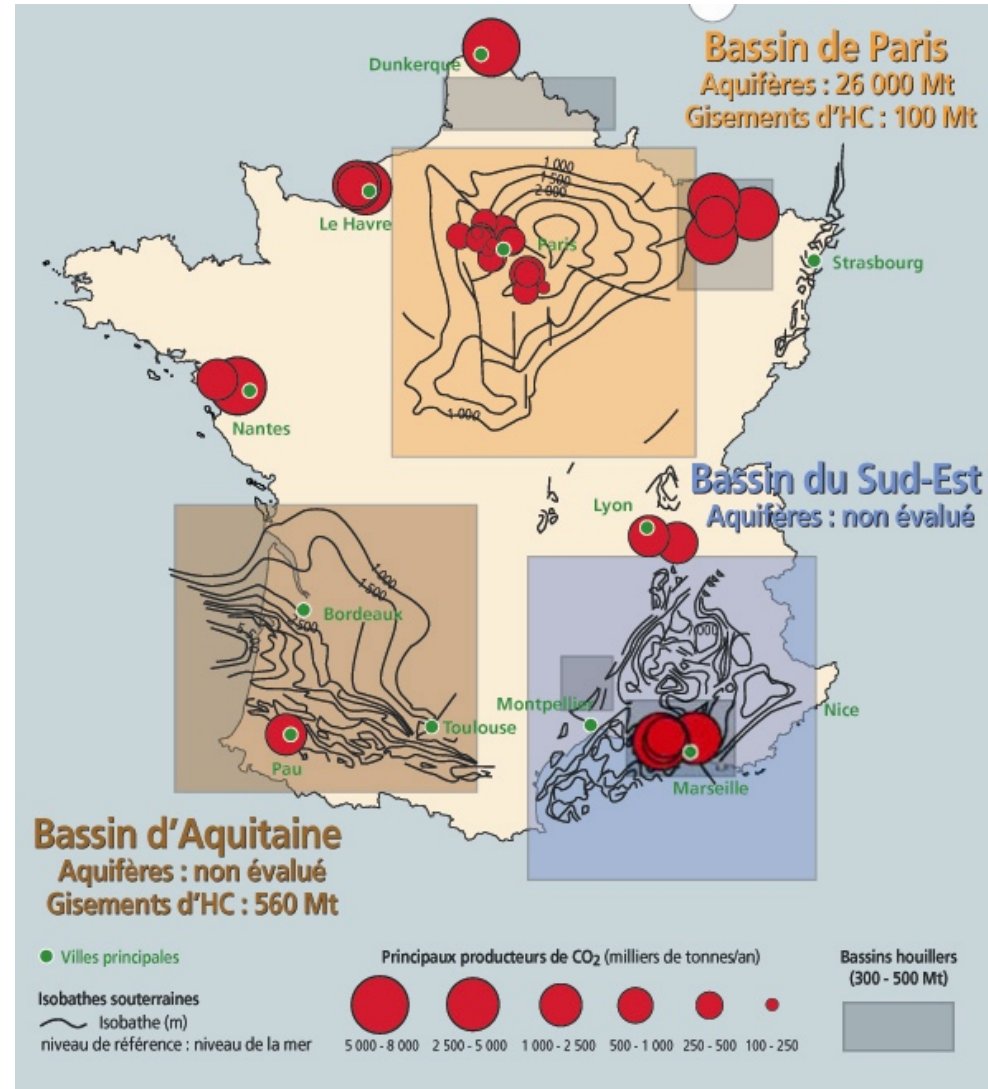 Bassin de Paris
Aquifères : 26 000 Mt
Gisements d'HC : 100 Mt
Dunkerque
1 000
1 500
2 000
Le Havre
Paris
Strasbourg
1 000
Nantes
Bassin du Sud-Est
Aquifères : non évalué
Lyon
1 000
1 500
Bordeaux
Montpellier
Nice
Toulouse
Pau
Marseille
Bassin d'Aquitaine
Aquifères : non évalué
Gisements d'HC : 560 Mt
Villes principales
Isobathes souterraines
Isobathe (m)
niveau de référence : niveau de la mer
Principaux producteurs de CO₂ (milliers de tonnes/an)
5 000 - 8 000 2 500 - 5 000 1 000 - 2 500 500 - 1 000 250 - 500 100 - 250
Bassins houillers
(300 - 500 Mt)